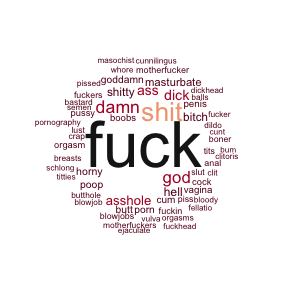 masochist cunnilingus
whore motherfucker
pissed goddamn masturbate
fuckers shitty ass dick dickhead
balls
bastard damn shit penis
semen
pussy boobs bitch fucker
pornography dildo
lust fuck cunt
crap boner
orgasm tits bum
clitoris
breasts anal
schlong horny god slut clit
titties cock
poop hell vagina
butthole asshole cum piss bloody
blowjob fellatio
butt porn fuckin
blowjobs vulva orgasms
motherfuckers fuckhead
ejaculate